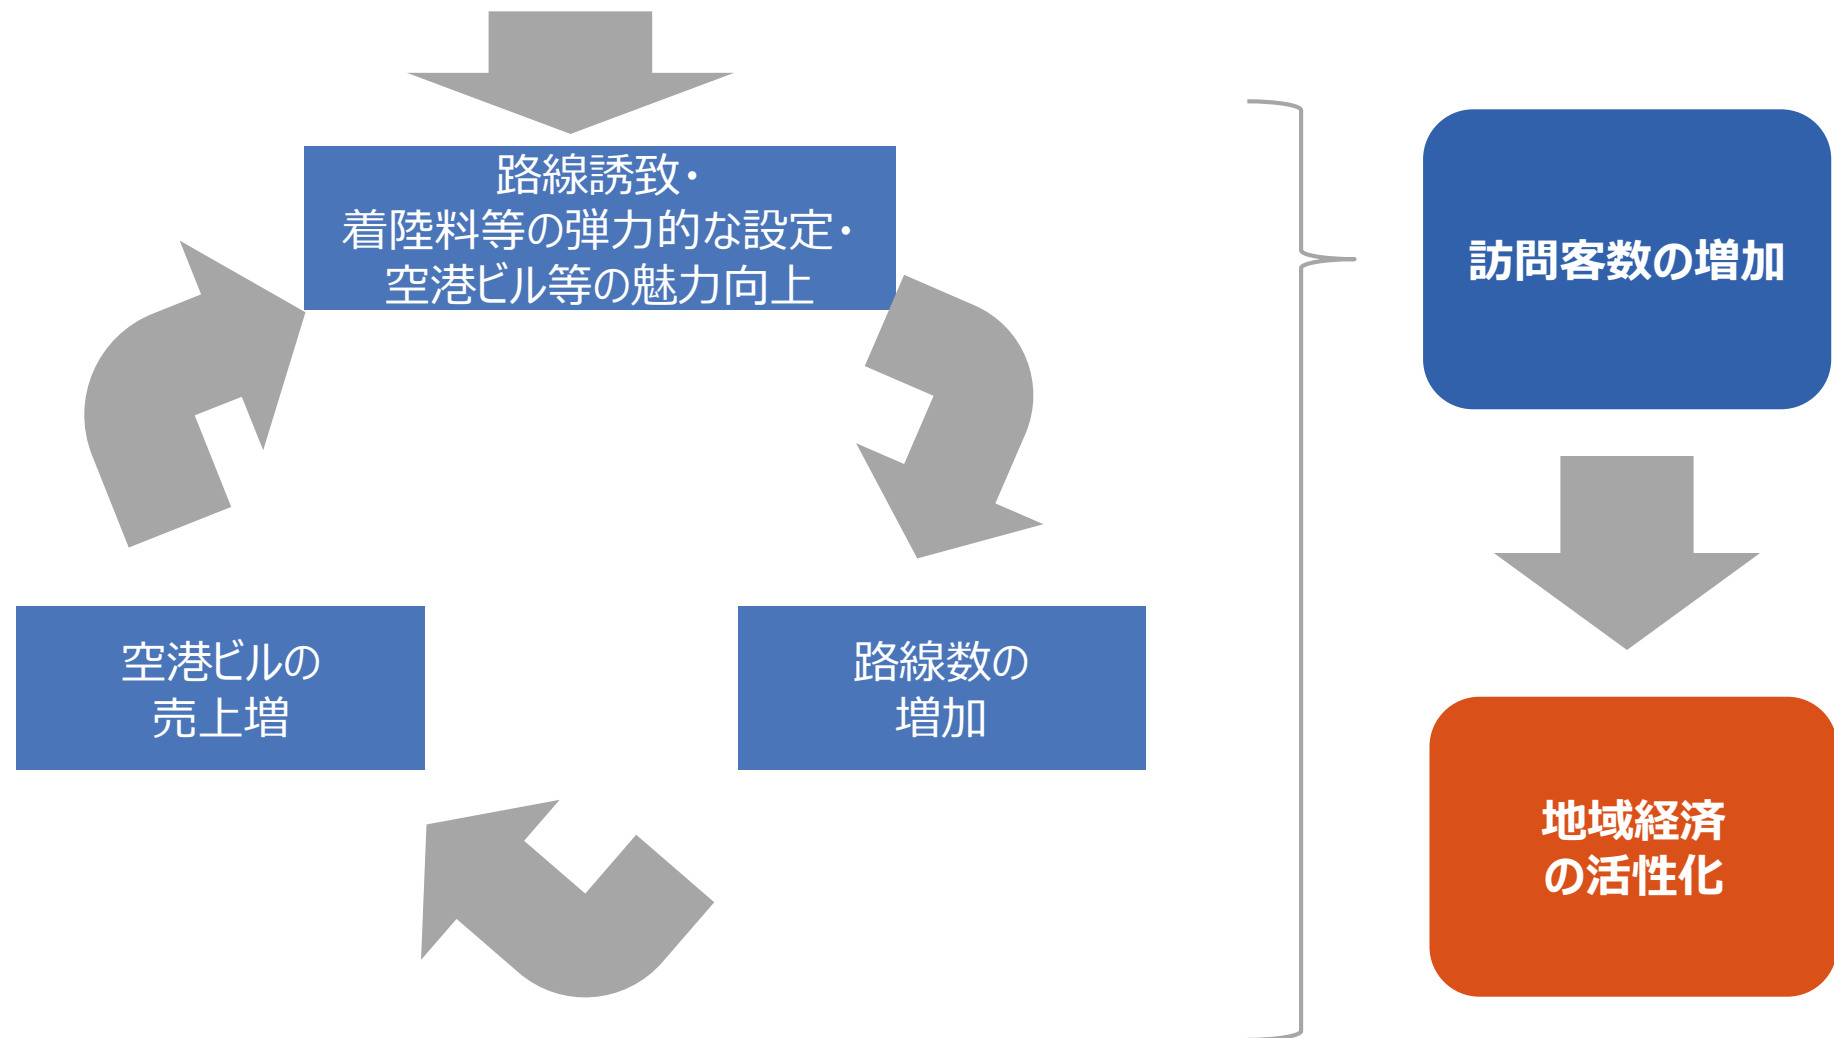 路線誘致・
着陸料等の弾力的な設定・
空港ビル等の魅力向上
訪問客数の増加
空港ビルの
売上増
路線数の
増加
地域経済
の活性化